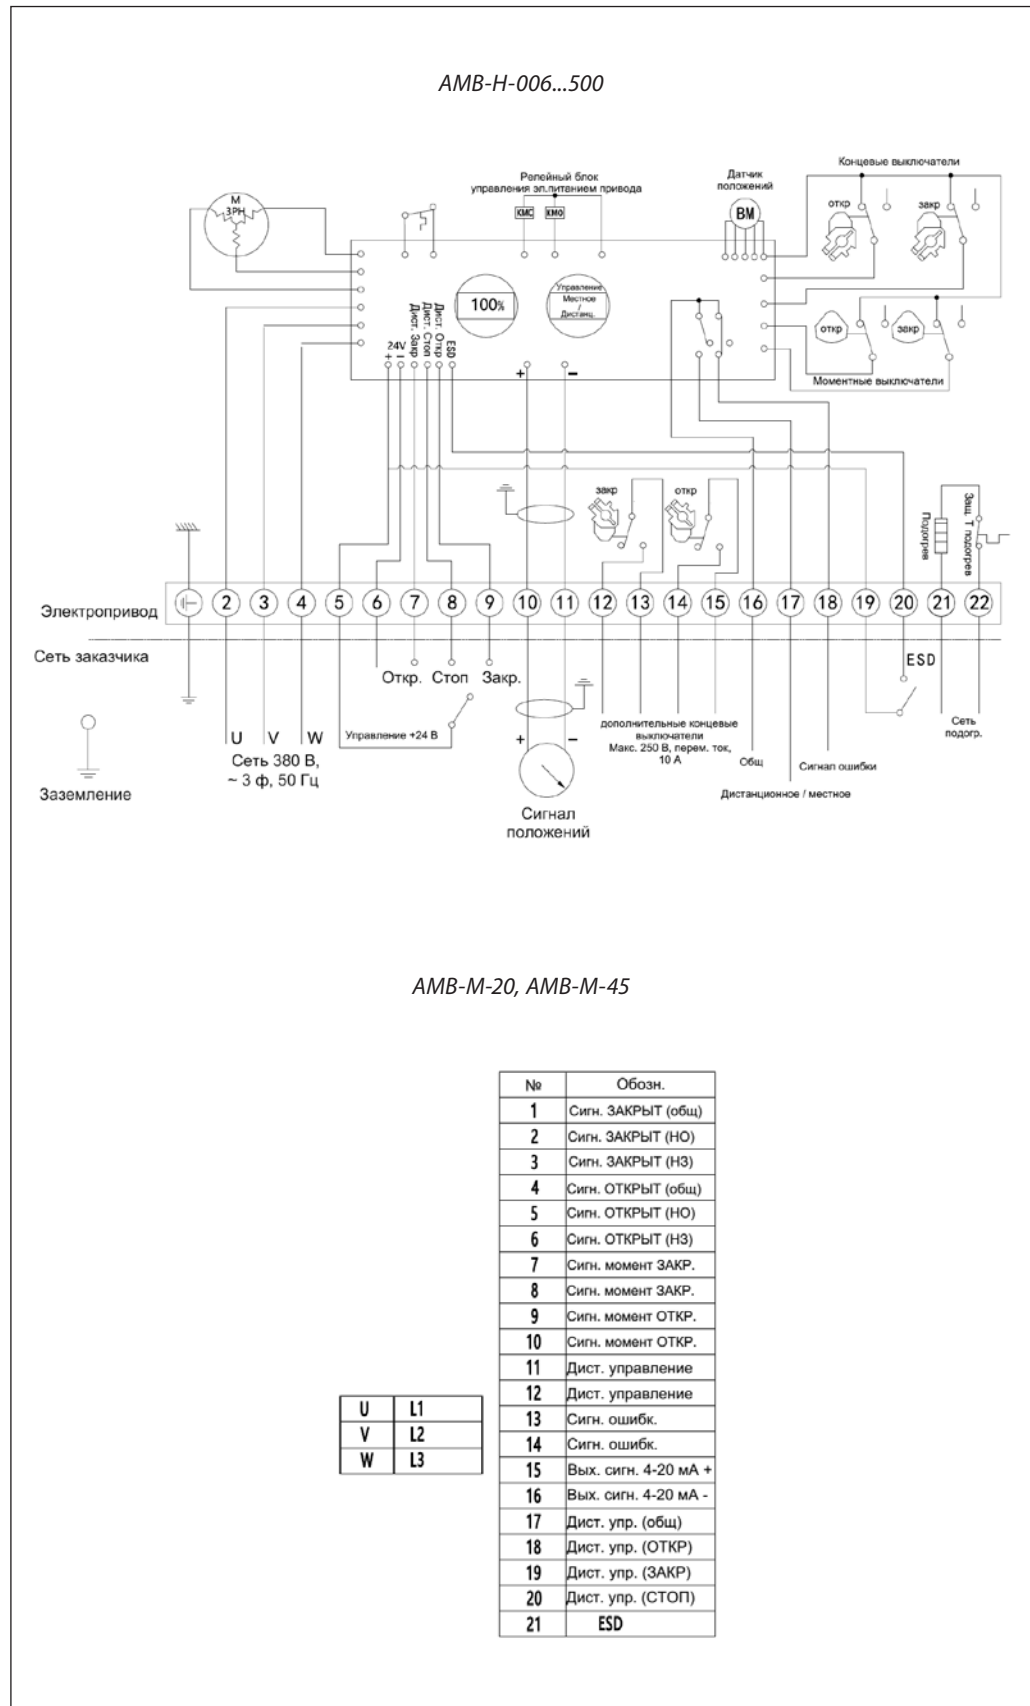 AMB-H-006...500
Концевые выключатели
Релейный блок
управления эл.питанием привода
Датчик
положений
М
3PH
КМС
КМО
BM
откр
закр
100%
Управление
Местное
/
Дистанц.
24V
+
−
Дист. Закр
Дист. Стоп
Дист. Откр
ESD
+
−
откр
закр
Моментные выключатели
закр
откр
Подогрев
Защ. Т подогрев
Электропривод
2 3 4 5 6 7 8 9 10 11 12 13 14 15 16 17 18 19 20 21 22
Сеть заказчика
Откр. Стоп Закр.
ESD
U V W
Управление +24 В
Сеть 380 В,
~ 3 ф, 50 Гц
Заземление
+
−
Сигнал
положений
дополнительные концевые
выключатели
Макс. 250 В, перем. ток,
10 А
Общ
Дистанционное / местное
Сигнал ошибки
Сеть
подогр.
AMB-M-20, AMB-M-45
№ Обозн.
1 Сигн. ЗАКРЫТ (общ)
2 Сигн. ЗАКРЫТ (НО)
3 Сигн. ЗАКРЫТ (НЗ)
4 Сигн. ОТКРЫТ (общ)
5 Сигн. ОТКРЫТ (НО)
6 Сигн. ОТКРЫТ (НЗ)
7 Сигн. момент ЗАКР.
8 Сигн. момент ЗАКР.
9 Сигн. момент ОТКР.
10 Сигн. момент ОТКР.
11 Дист. управление
12 Дист. управление
13 Сигн. ошибк.
14 Сигн. ошибк.
15 Вых. сигн. 4-20 мА +
16 Вых. сигн. 4-20 мА -
17 Дист. упр. (общ)
18 Дист. упр. (ОТКР)
19 Дист. упр. (ЗАКР)
20 Дист. упр. (СТОП)
21 ESD
U L1
V L2
W L3